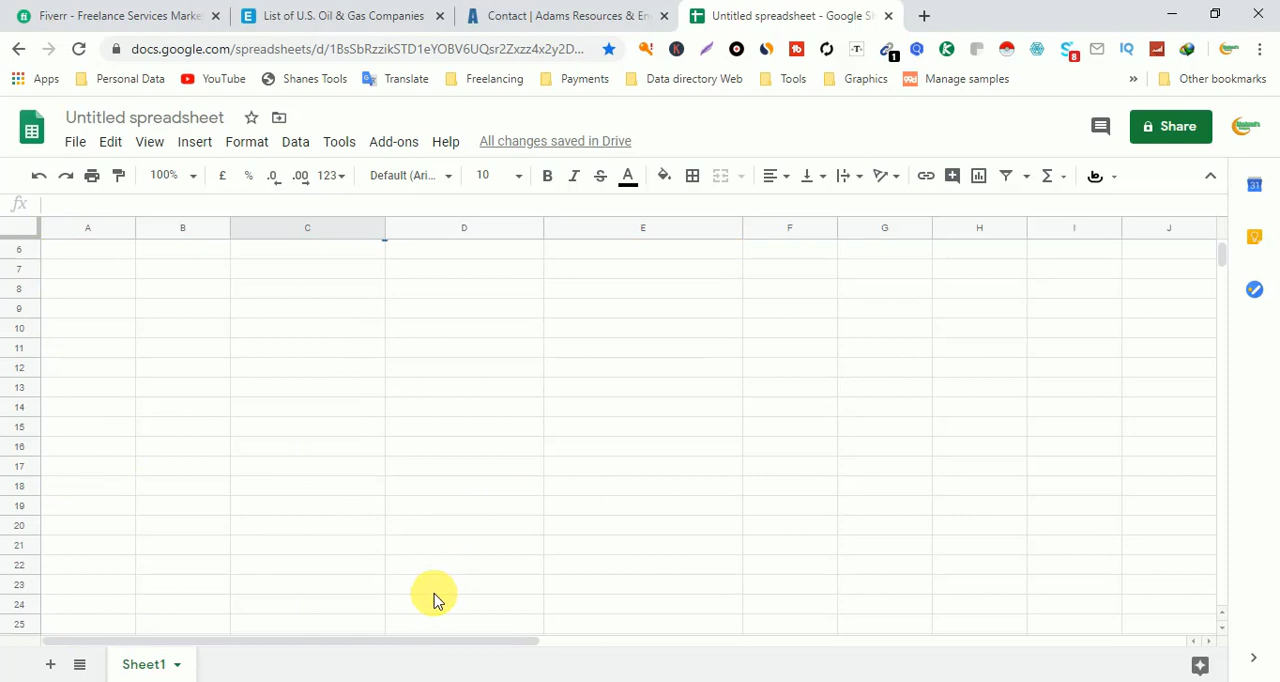 Fiverr - Freelance Services Marke
List of U.S. Oil & Gas Companies
Contact | Adams Resources & En
Untitled spreadsheet - Google Sh
docs.google.com/spreadsheets/d/1BsSbRzzikSTD1eYOBV6UQsr2Zxzz4x2y2D...
Apps
Personal Data
YouTube
Shanes Tools
Translate
Freelancing
Payments
Data directory Web
Tools
Graphics
Manage samples
Other bookmarks
Untitled spreadsheet
File Edit View Insert Format Data Tools Add-ons Help All changes saved in Drive
Share
100% £ % .0 .00 123 Default (Ari... 10 B I S A
fx
A B C D E F G H I J
6
7
8
9
10
11
12
13
14
15
16
17
18
19
20
21
22
23
24
25
Sheet1